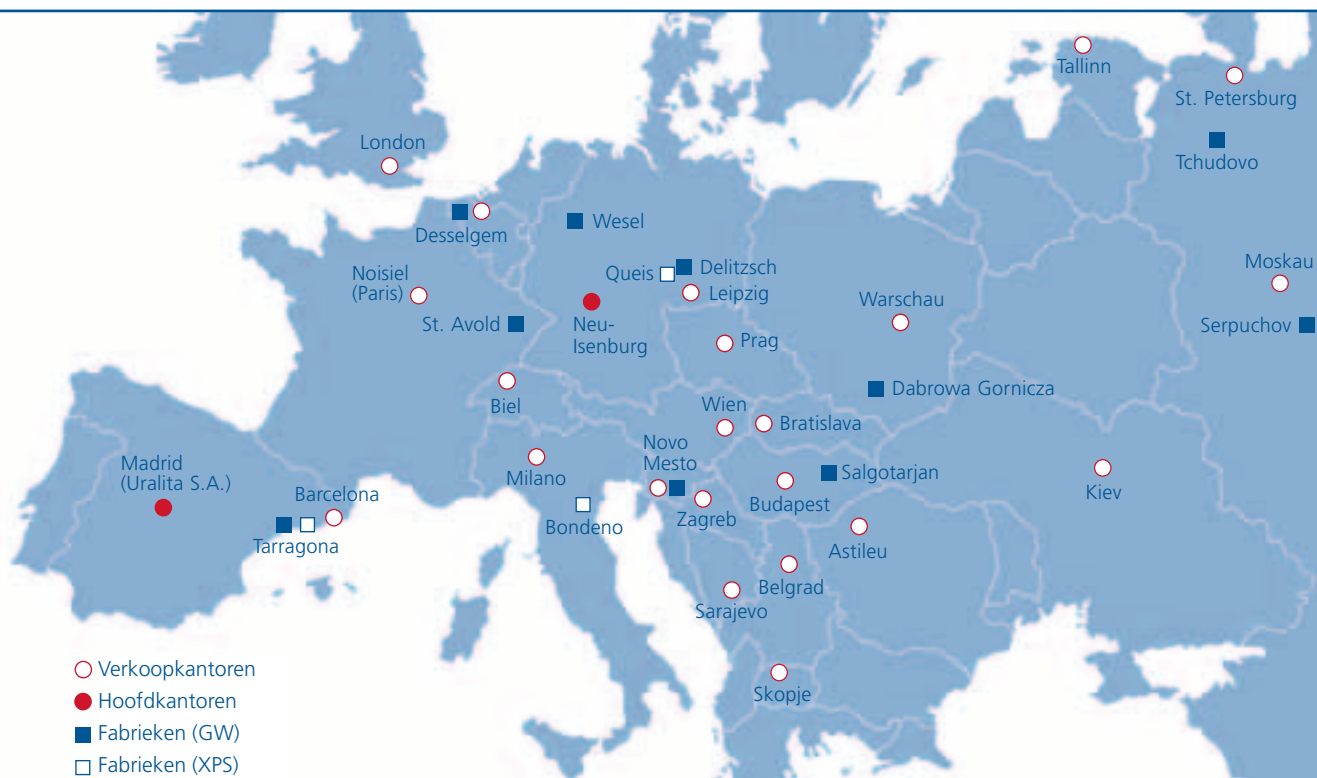 Tallinn
St. Petersburg
Tchudovo
London
Desselgem
Wesel
Queis
Delitzsch
Leipzig
Moskau
Noisiel
(Paris)
Warschau
St. Avold
Neu-
Isenburg
Serpuchov
Prag
Dabrowa Gornicza
Biel
Wien
Bratislava
Novo
Mesto
Madrid
(Uralita S.A.)
Milano
Salgotarjan
Barcelona
Budapest
Kiev
Zagreb
Bondeno
Tarragona
Astileu
Belgrad
Sarajevo
Skopje
Verkoopkantoren
Hoofdkantoren
Fabrieken (GW)
Fabrieken (XPS)